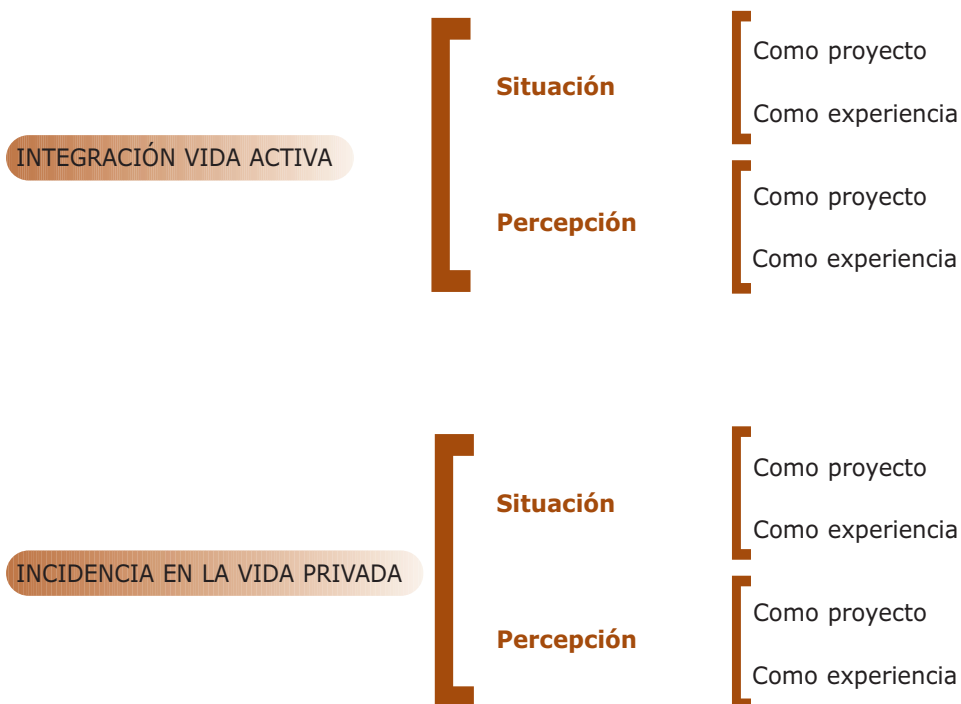 INTEGRACIÓN VIDA ACTIVA
Situación
Como proyecto
Como experiencia
Percepción
Como proyecto
Como experiencia
INCIDENCIA EN LA VIDA PRIVADA
Situación
Como proyecto
Como experiencia
Percepción
Como proyecto
Como experiencia